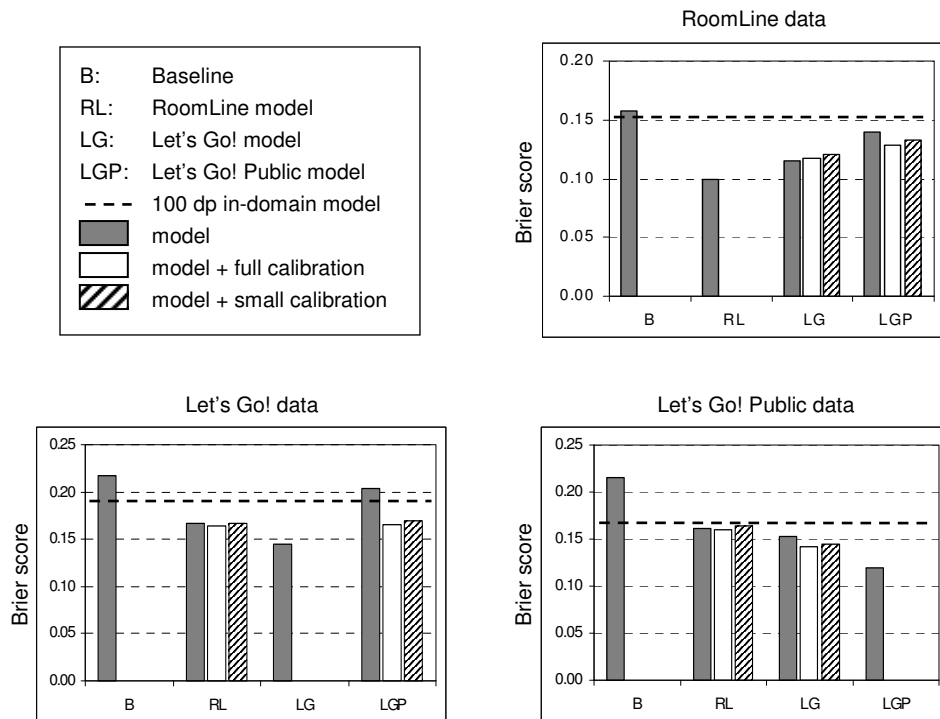 B: Baseline
RL: RoomLine model
LG: Let's Go! model
LGP: Let's Go! Public model
100 dp in-domain model
model
model + full calibration
model + small calibration
RoomLine data
Brier score
0.20
0.15
0.10
0.05
0.00
B RL LG LGP
Let's Go! data
Brier score
0.25
0.20
0.15
0.10
0.05
0.00
B RL LG LGP
Let's Go! Public data
Brier score
0.25
0.20
0.15
0.10
0.05
0.00
B RL LG LGP